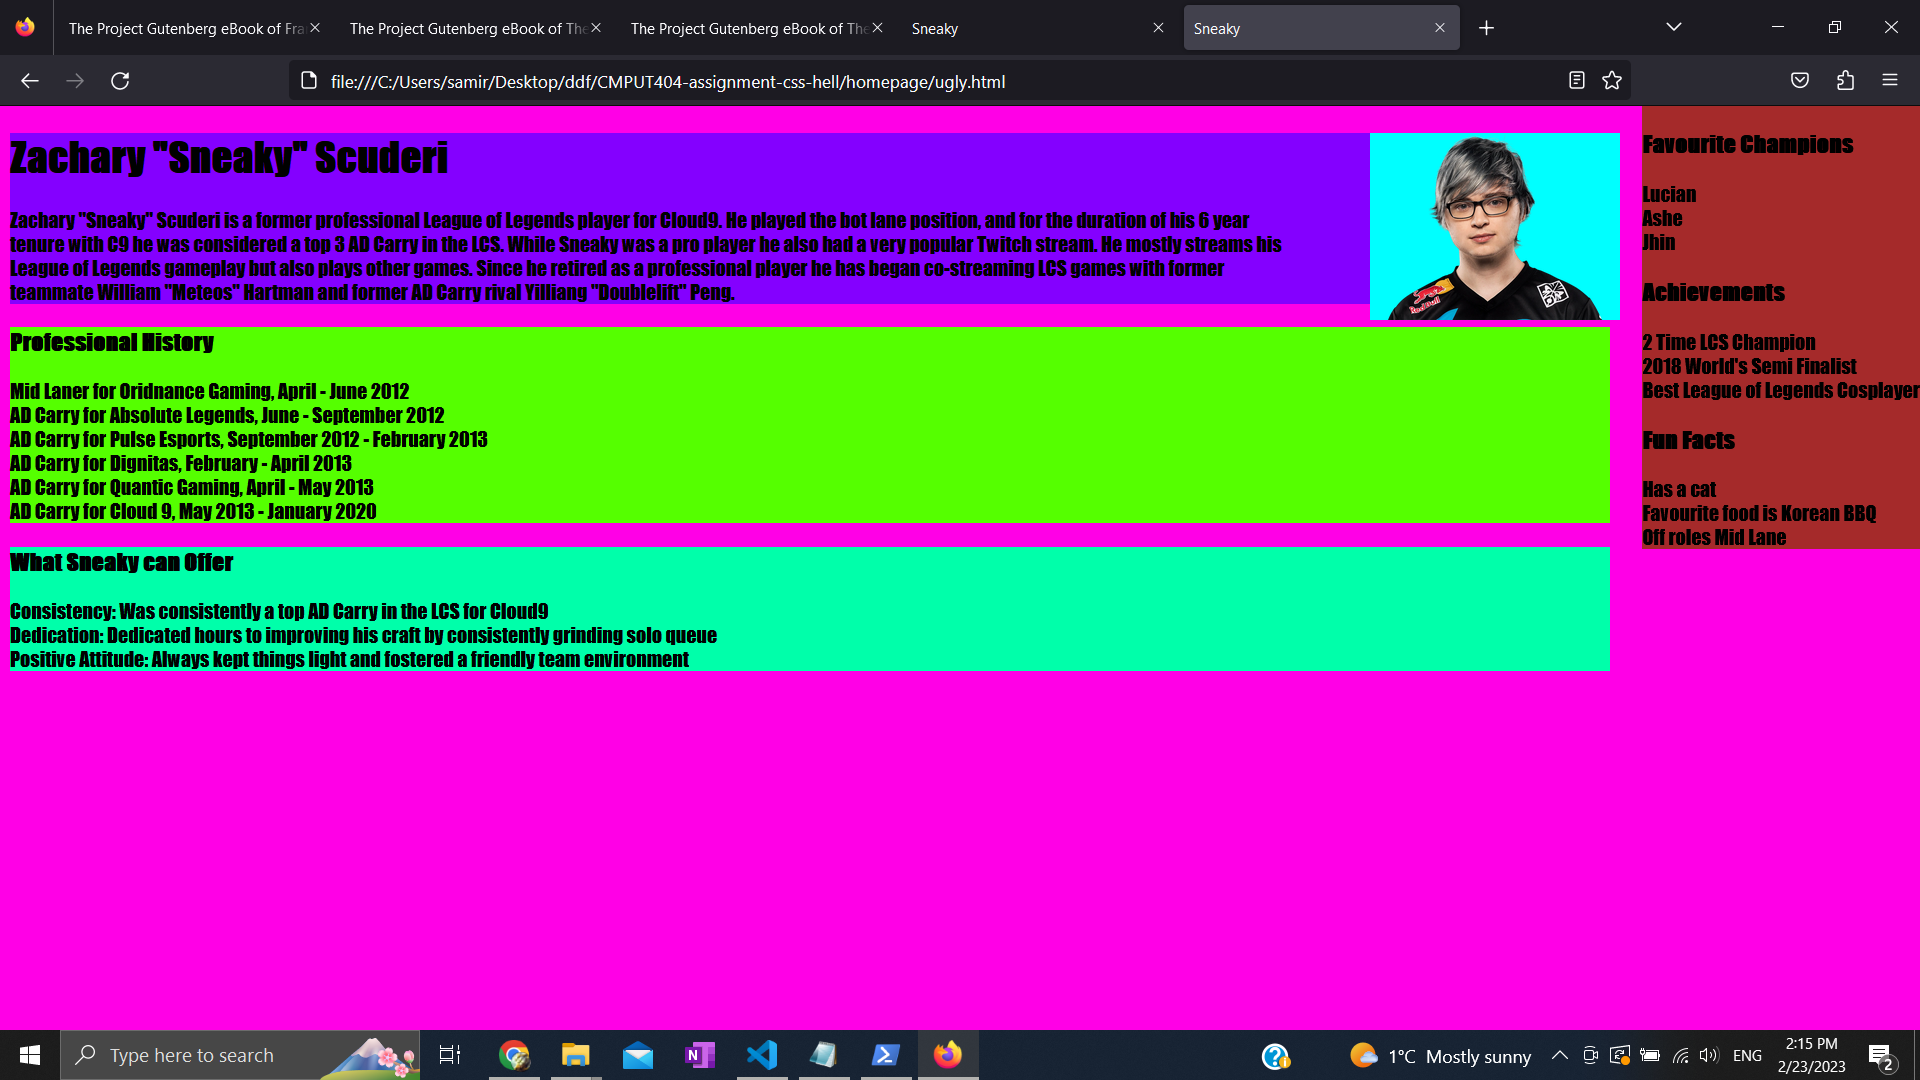 The Project Gutenberg eBook of Fra
The Project Gutenberg eBook of The
The Project Gutenberg eBook of The
Sneaky
Sneaky
file:///C:/Users/samir/Desktop/ddf/CMPUT404-assignment-css-hell/homepage/ugly.html
Zachary "Sneaky" Scuderi
Zachary "Sneaky" Scuderi is a former professional League of Legends player for Cloud9. He played the bot lane position, and for the duration of his 6 year
tenure with C9 he was considered a top 3 AD Carry in the LCS. While Sneaky was a pro player he also had a very popular Twitch stream. He mostly streams his
League of Legends gameplay but also plays other games. Since he retired as a professional player he has began co-streaming LCS games with former
teammate William "Meteos" Hartman and former AD Carry rival Yilliang "Doublelift" Peng.
Red Bull
Professional History
Mid Laner for Oridnance Gaming, April - June 2012
AD Carry for Absolute Legends, June - September 2012
AD Carry for Pulse Esports, September 2012 - February 2013
AD Carry for Dignitas, February - April 2013
AD Carry for Quantic Gaming, April - May 2013
AD Carry for Cloud 9, May 2013 - January 2020
What Sneaky can Offer
Consistency: Was consistently a top AD Carry in the LCS for Cloud9
Dedication: Dedicated hours to improving his craft by consistently grinding solo queue
Positive Attitude: Always kept things light and fostered a friendly team environment
Favourite Champions
Lucian
Ashe
Jhin
Achievements
2 Time LCS Champion
2018 World's Semi Finalist
Best League of Legends Cosplayer
Fun Facts
Has a cat
Favourite food is Korean BBQ
Off roles Mid Lane
Type here to search
N
1°C Mostly sunny
ENG
2:15 PM
2/23/2023
2